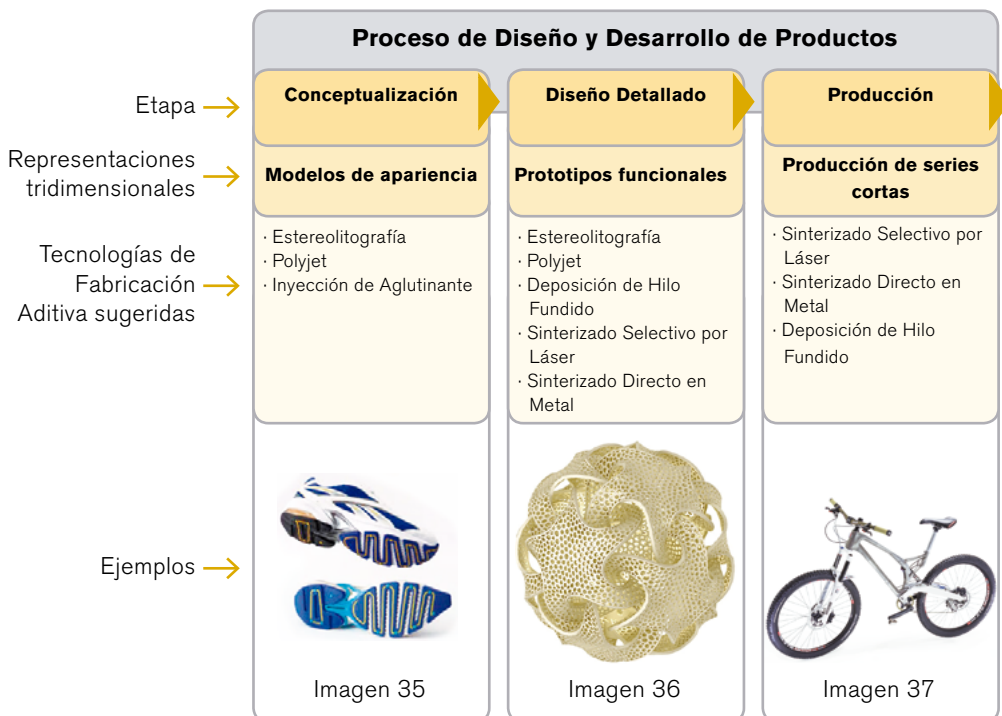 Proceso de Diseño y Desarrollo de Productos
Etapa
Conceptualización
Diseño Detallado
Producción
Representaciones
tridimensionales
Modelos de apariencia
Prototipos funcionales
Producción de series
cortas
Tecnologías de
Fabricación
Aditiva sugeridas
· Estereolitografía
· Polyjet
· Inyección de Aglutinante
· Estereolitografía
· Polyjet
· Deposición de Hilo
Fundido
· Sinterizado Selectivo por
Láser
· Sinterizado Directo en
Metal
· Sinterizado Selectivo por
Láser
· Sinterizado Directo en
Metal
· Deposición de Hilo
Fundido
Ejemplos
Imagen 35
Imagen 36
Imagen 37